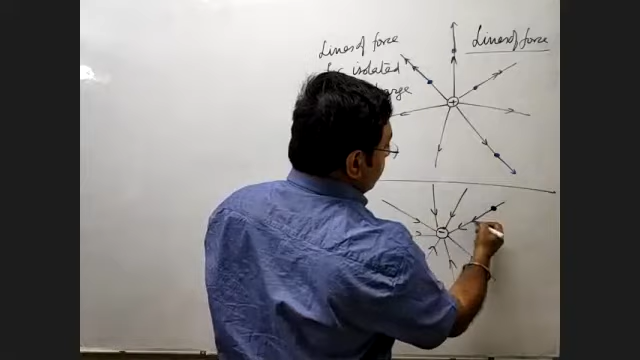 Lines of force
Lines of force
isolated
+
−